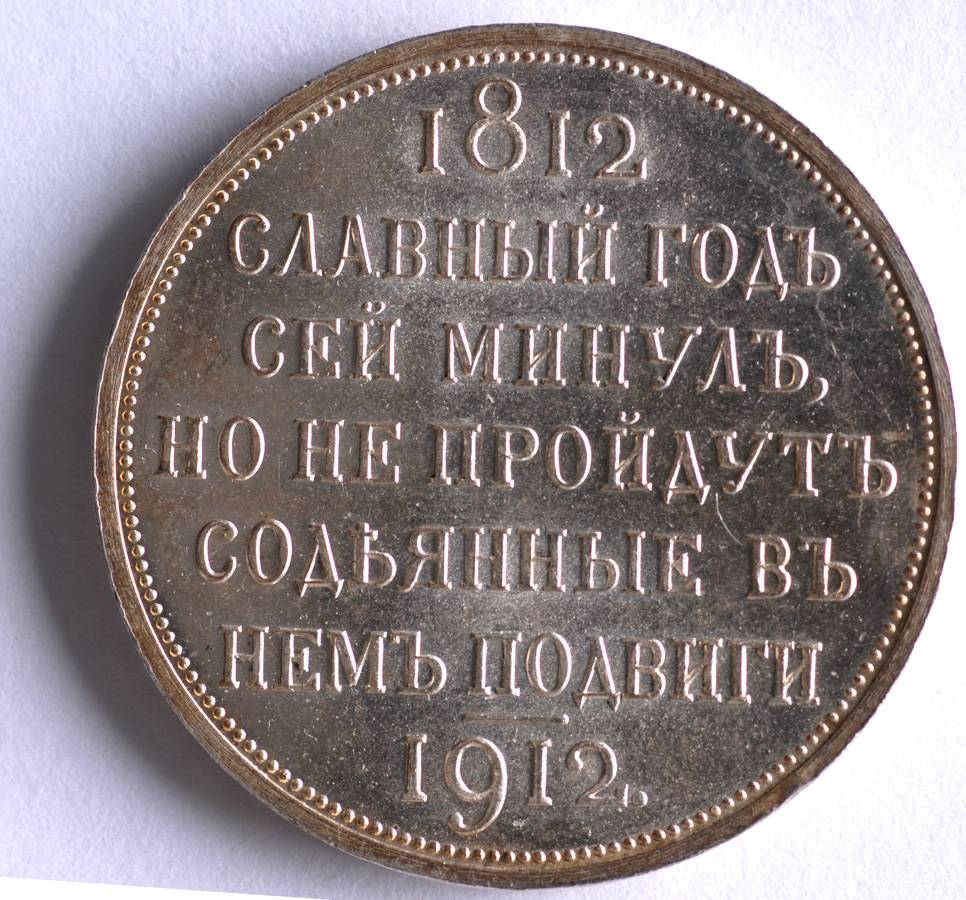 1812
СЛАВНЫЙ ГОДЪ
СЕЙ МИНУЛЪ,
НО НЕ ПРОЙДУТЪ
СОДѢЯННЫЕ ВЪ
НЕМЪ ПОДВИГИ
1912.